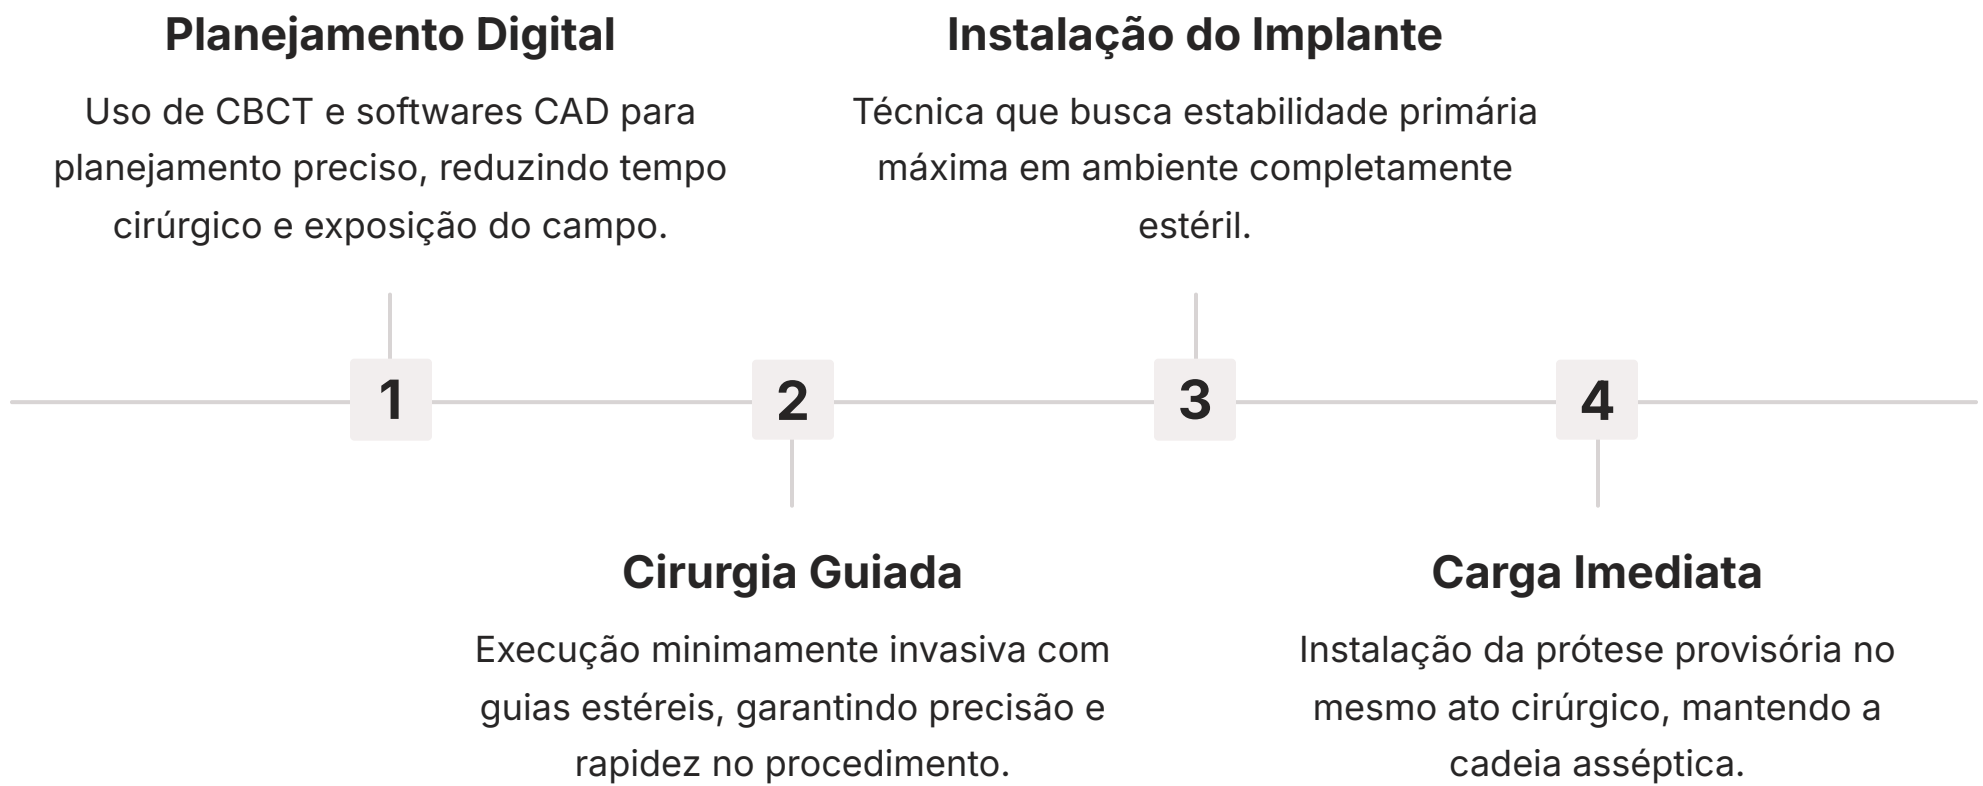 Planejamento Digital
Uso de CBCT e softwares CAD para
planejamento preciso, reduzindo tempo
cirúrgico e exposição do campo.
Instalação do Implante
Técnica que busca estabilidade primária
máxima em ambiente completamente
estéril.
1
2
3
4
Cirurgia Guiada
Execução minimamente invasiva com
guias estéreis, garantindo precisão e
rapidez no procedimento.
Carga Imediata
Instalação da prótese provisória no
mesmo ato cirúrgico, mantendo a
cadeia asséptica.